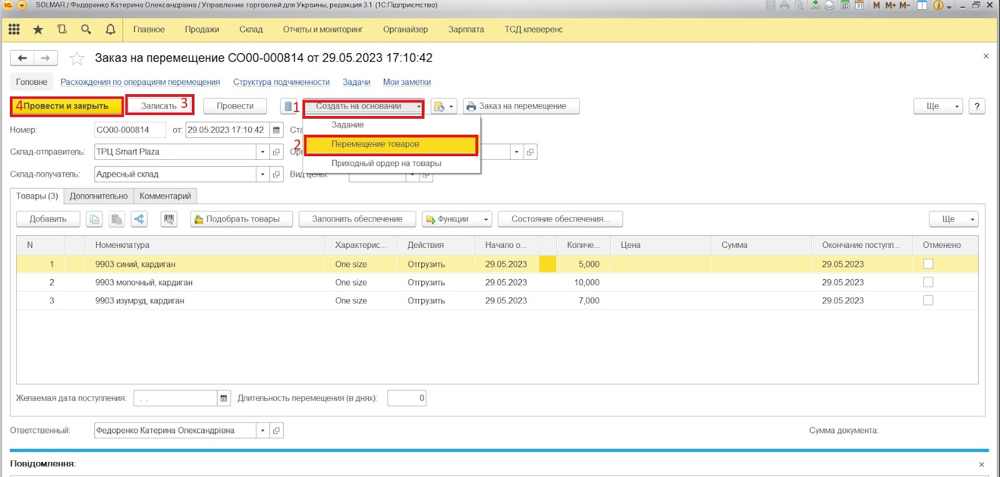 SOLMAR / Федоренко Катерина Олександрівна / Управление торговлей для Украины, редакция 3.1 (1С:Підприємство)
M M+ M−
Главное Продажи Склад Отчеты и мониторинг Органайзер Зарплата ТСД клеверенс
Заказ на перемещение СО00-000814 от 29.05.2023 17:10:42
Головне Расхождения по операциям перемещения Структура подчиненности Задачи Мои заметки
4 Провести и закрыть Записать 3 Провести 1 Создать на основании Заказ на перемещение Ще ?
Номер: СО00-000814 от: 29.05.2023 17:10:42 Ста Задание
Склад-отправитель: ТРЦ Smart Plaza 2 Орг Перемещение товаров
Приходный ордер на товары
Склад-получатель: Адресный склад Вид цены:
Товары (3) Дополнительно Комментарий
Добавить Подобрать товары Заполнить обеспечение Функции Состояние обеспечения... Ще
N Номенклатура Характерис... Действия Начало о... Количе... Цена Сумма Окончание поступл... Отменено
1 9903 синий, кардиган One size Отгрузить 29.05.2023 5,000 29.05.2023
2 9903 молочный, кардиган One size Отгрузить 29.05.2023 10,000 29.05.2023
3 9903 изумруд, кардиган One size Отгрузить 29.05.2023 7,000 29.05.2023
Желаемая дата поступления: . . Длительность перемещения (в днях): 0
Ответственный: Федоренко Катерина Олександрівна Сумма документа:
Повідомлення: